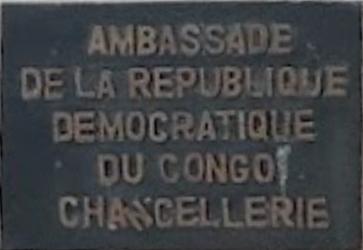 AMBASSADE
DE LA REPUBLIQUE
DEMOCRATIQUE
DU CONGO
CHANCELLERIE